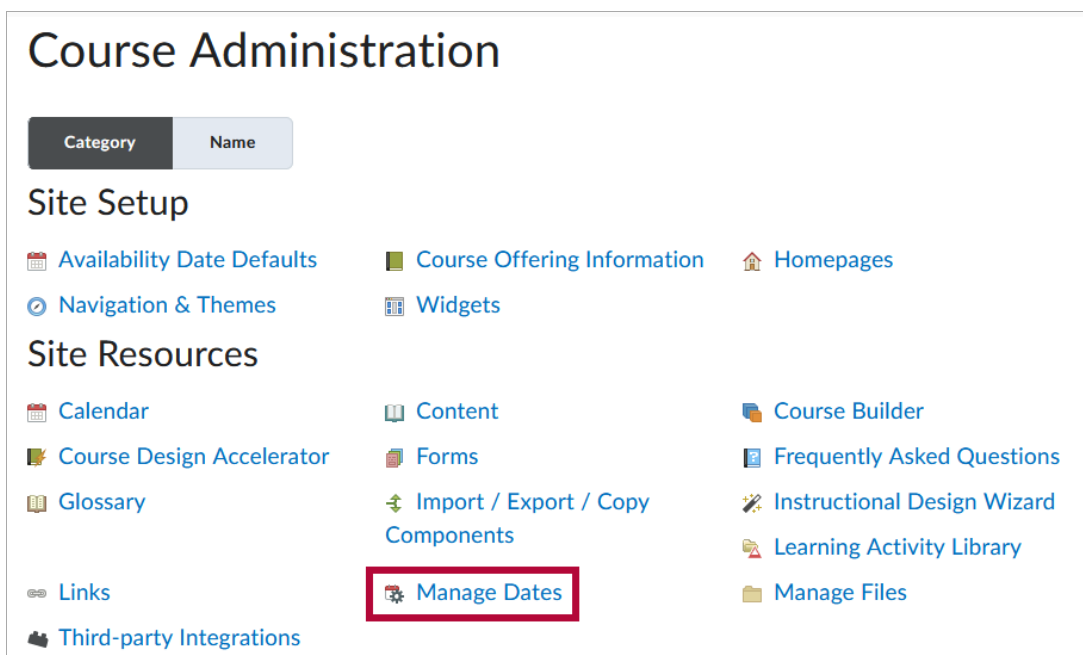 Course Administration
Category Name
Site Setup
Availability Date Defaults Course Offering Information Homepages
Navigation & Themes Widgets
Site Resources
Calendar Content Course Builder
Course Design Accelerator Forms Frequently Asked Questions
Glossary Import / Export / Copy Instructional Design Wizard
Components
Learning Activity Library
Links Manage Dates Manage Files
Third-party Integrations